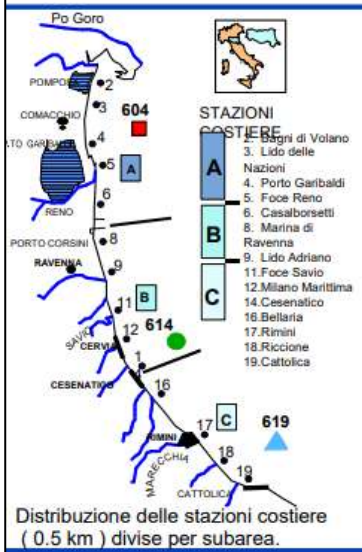 Po Goro
POMPOS
2
3
COMACCHIO
604
4
TO GARIBALDI
5
A
6
RENO
8
PORTO CORSINI
RAVENNA
9
B
11
614
SAVIO
12
CERVIA
1
CESENATICO
16
C
17
619
RIMINI
MARECCHIA
18
19
CATTOLICA
STAZIONI
COSTIERE
A
B
C
2. Bagni di Volano
3. Lido delle
Nazioni
4. Porto Garibaldi
5. Foce Reno
6. Casalborsetti
8. Marina di
Ravenna
9. Lido Adriano
11.Foce Savio
12.Milano Marittima
14.Cesenatico
16.Bellaria
17.Rimini
18.Riccione
19.Cattolica
Distribuzione delle stazioni costiere
( 0.5 km ) divise per subarea.